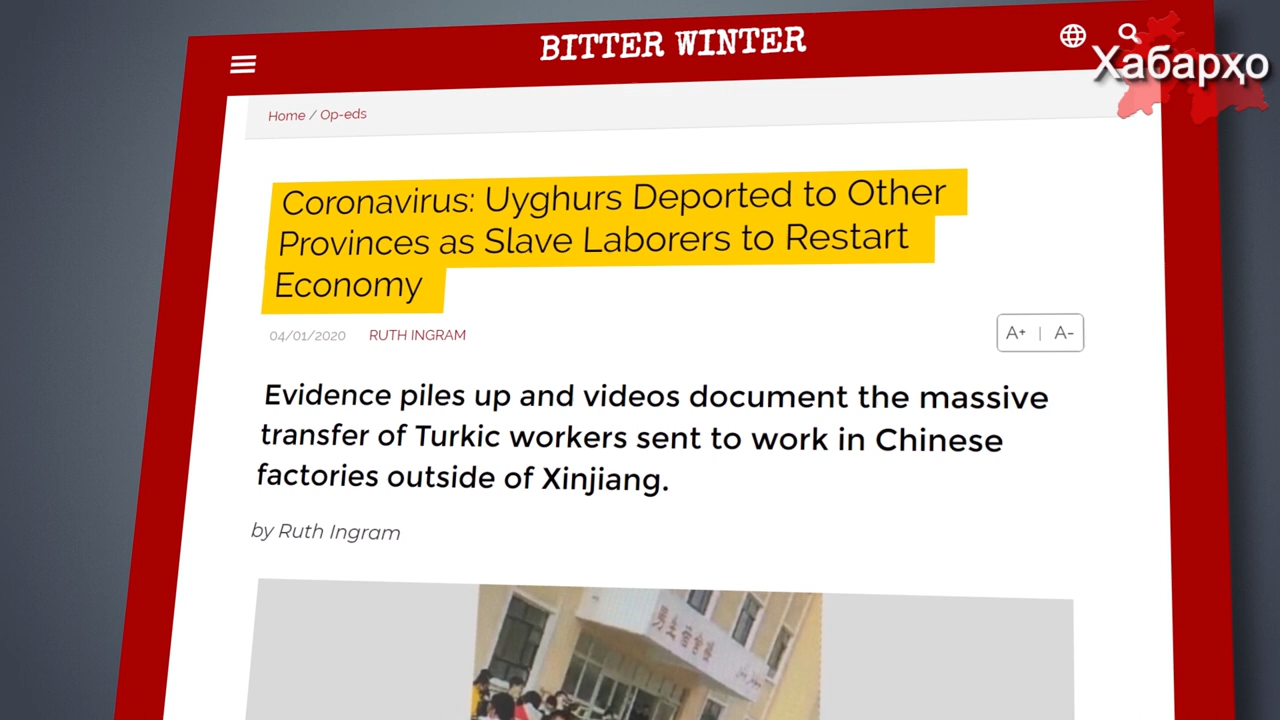 BITTER WINTER
Хабарҳо
Home / Op-eds
Coronavirus: Uyghurs Deported to Other
Provinces as Slave Laborers to Restart
Economy
04/01/2020 RUTH INGRAM
A+ | A-
Evidence piles up and videos document the massive
transfer of Turkic workers sent to work in Chinese
factories outside of Xinjiang.
by Ruth Ingram